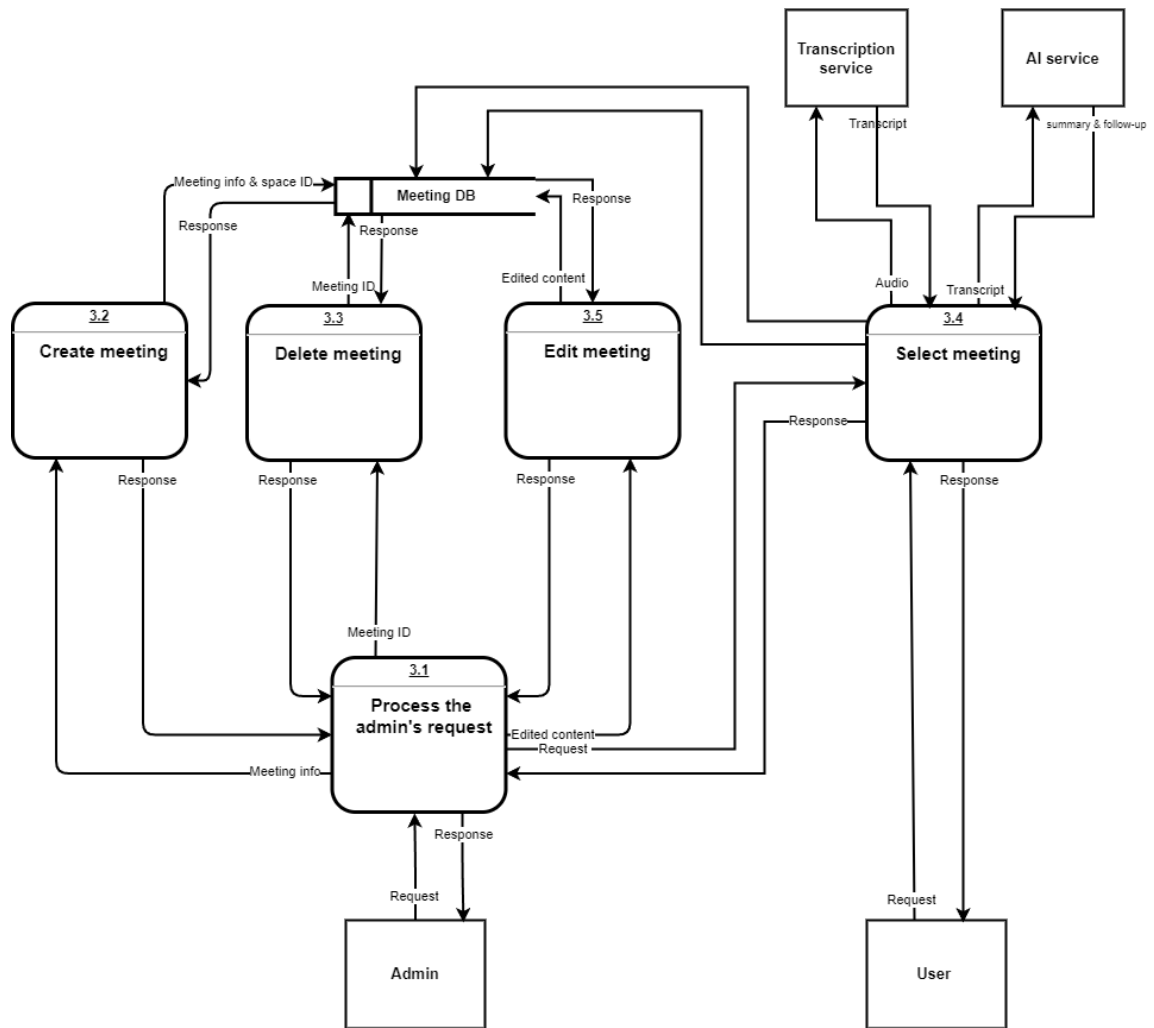 Transcription
service
AI service
Transcript
summary & follow-up
Meeting info & space ID
Meeting DB
Response
Response
Response
Edited content
Meeting ID
Audio
Transcript
3.2
Create meeting
3.3
Delete meeting
3.5
Edit meeting
3.4
Select meeting
Response
Response
Response
Response
Response
Meeting ID
3.1
Process the
admin's request
Edited content
Request
Meeting info
Response
Request
Request
Admin
User